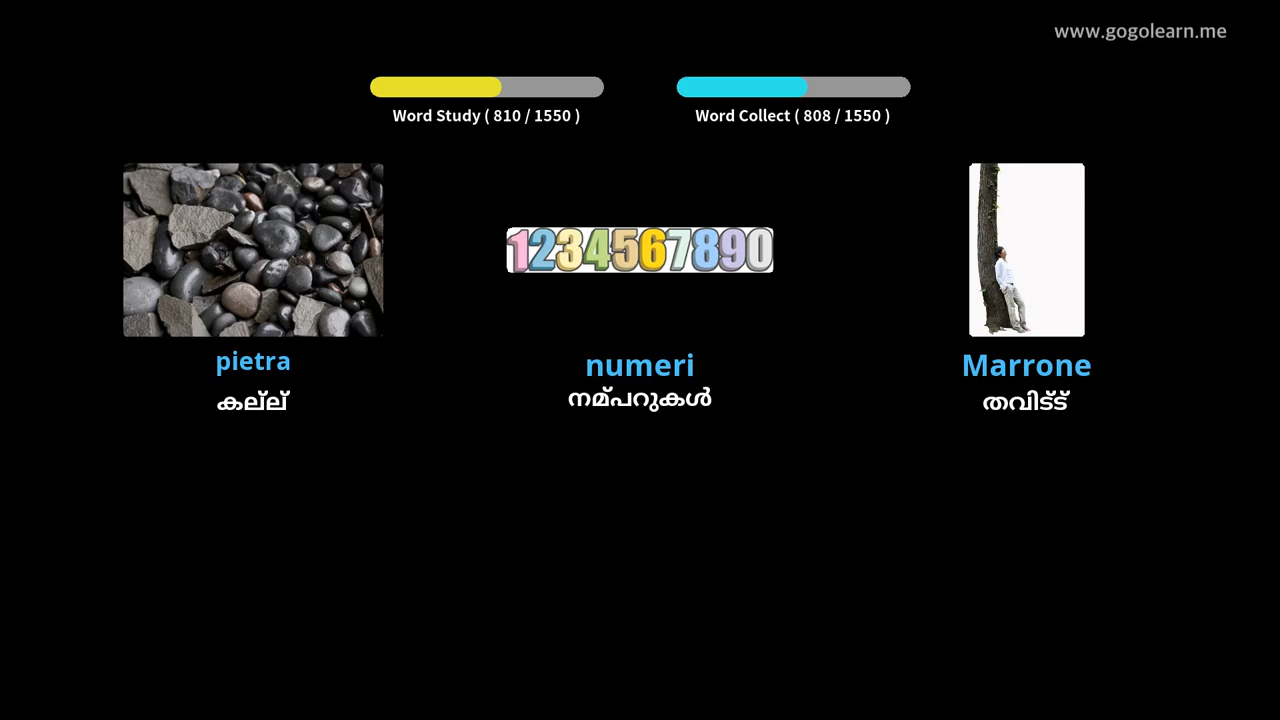 www.gogolearn.me
Word Study ( 810 / 1550 )
Word Collect ( 808 / 1550 )
1234567890
pietra
numeri
Marrone
കല്ല്
നമ്പറുകൾ
തവിട്ട്